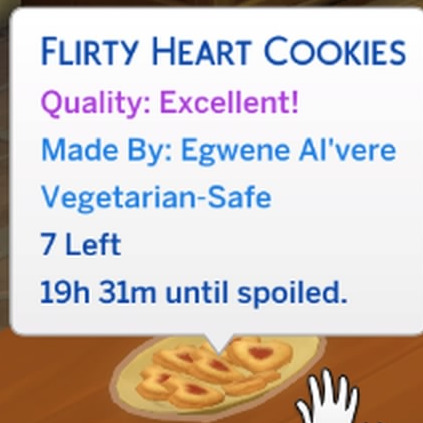 Flirty Heart Cookies
Quality: Excellent!
Made By: Egwene Al'vere
Vegetarian-Safe
7 Left
19h 31m until spoiled.